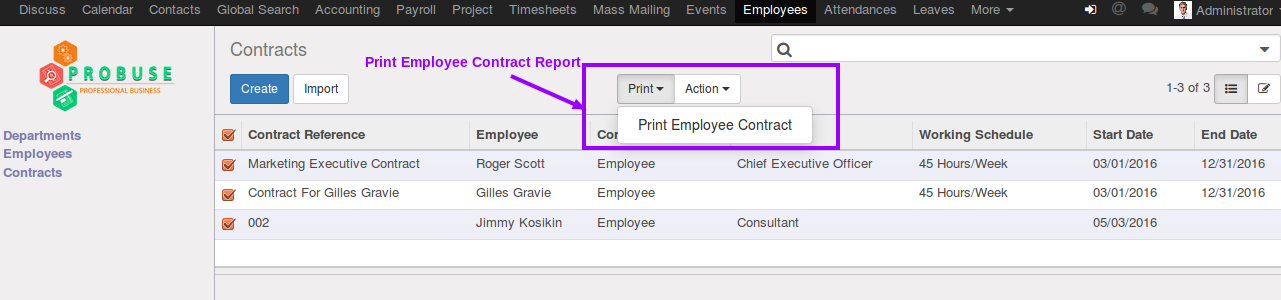 Discuss Calendar Contacts Global Search Accounting Payroll Project Timesheets Mass Mailing Events Employees Attendances Leaves More @ Administrator
PROBUSE
PROFESSIONAL BUSINESS
Departments
Employees
Contracts
Contracts
Print Employee Contract Report
Create Import Print Action 1-3 of 3
Print Employee Contract
Contract Reference Employee Co Working Schedule Start Date End Date
Marketing Executive Contract Roger Scott Employee Chief Executive Officer 45 Hours/Week 03/01/2016 12/31/2016
Contract For Gilles Gravie Gilles Gravie Employee 45 Hours/Week 03/01/2016 12/31/2016
002 Jimmy Kosikin Employee Consultant 05/03/2016